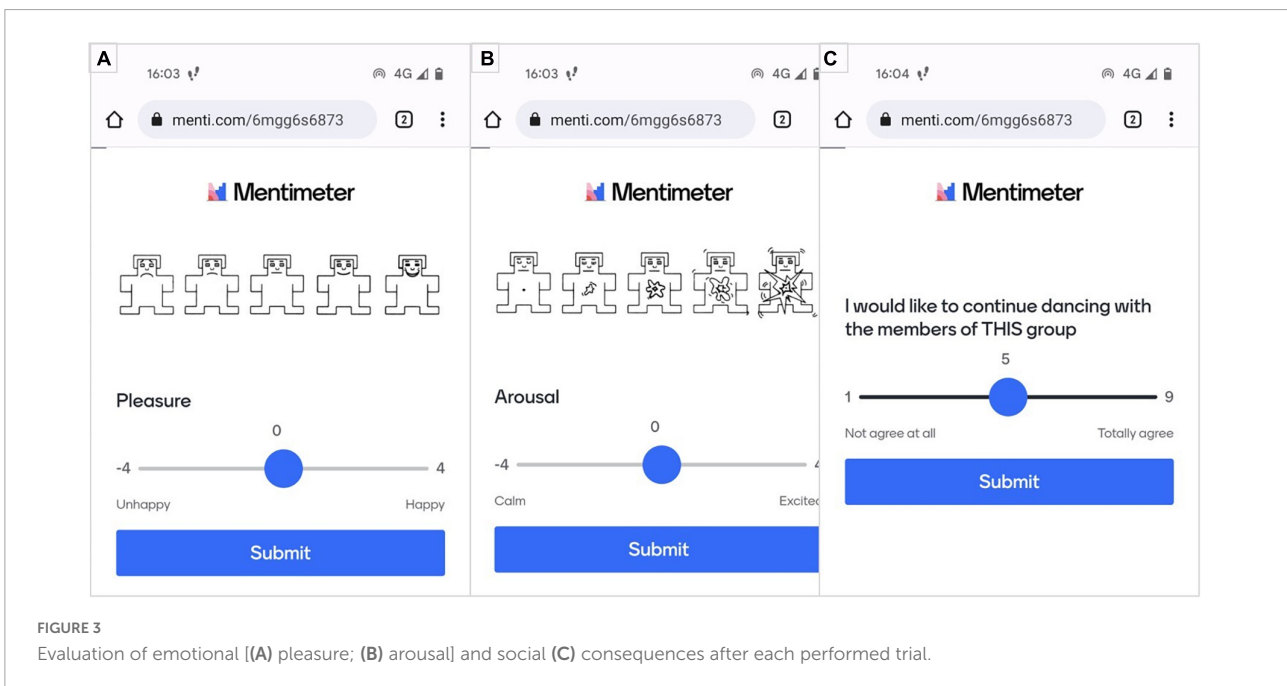 A
16:03
4G
menti.com/6mgg6s6873
2
Mentimeter
Pleasure
0
-4
4
Unhappy
Happy
Submit
B
16:03
4G
menti.com/6mgg6s6873
2
Mentimeter
Arousal
0
-4
4
Calm
Excited
Submit
C
16:04
4G
menti.com/6mgg6s6873
2
Mentimeter
I would like to continue dancing with
the members of THIS group
5
1
9
Not agree at all
Totally agree
Submit
FIGURE 3
Evaluation of emotional [(A) pleasure; (B) arousal] and social (C) consequences after each performed trial.